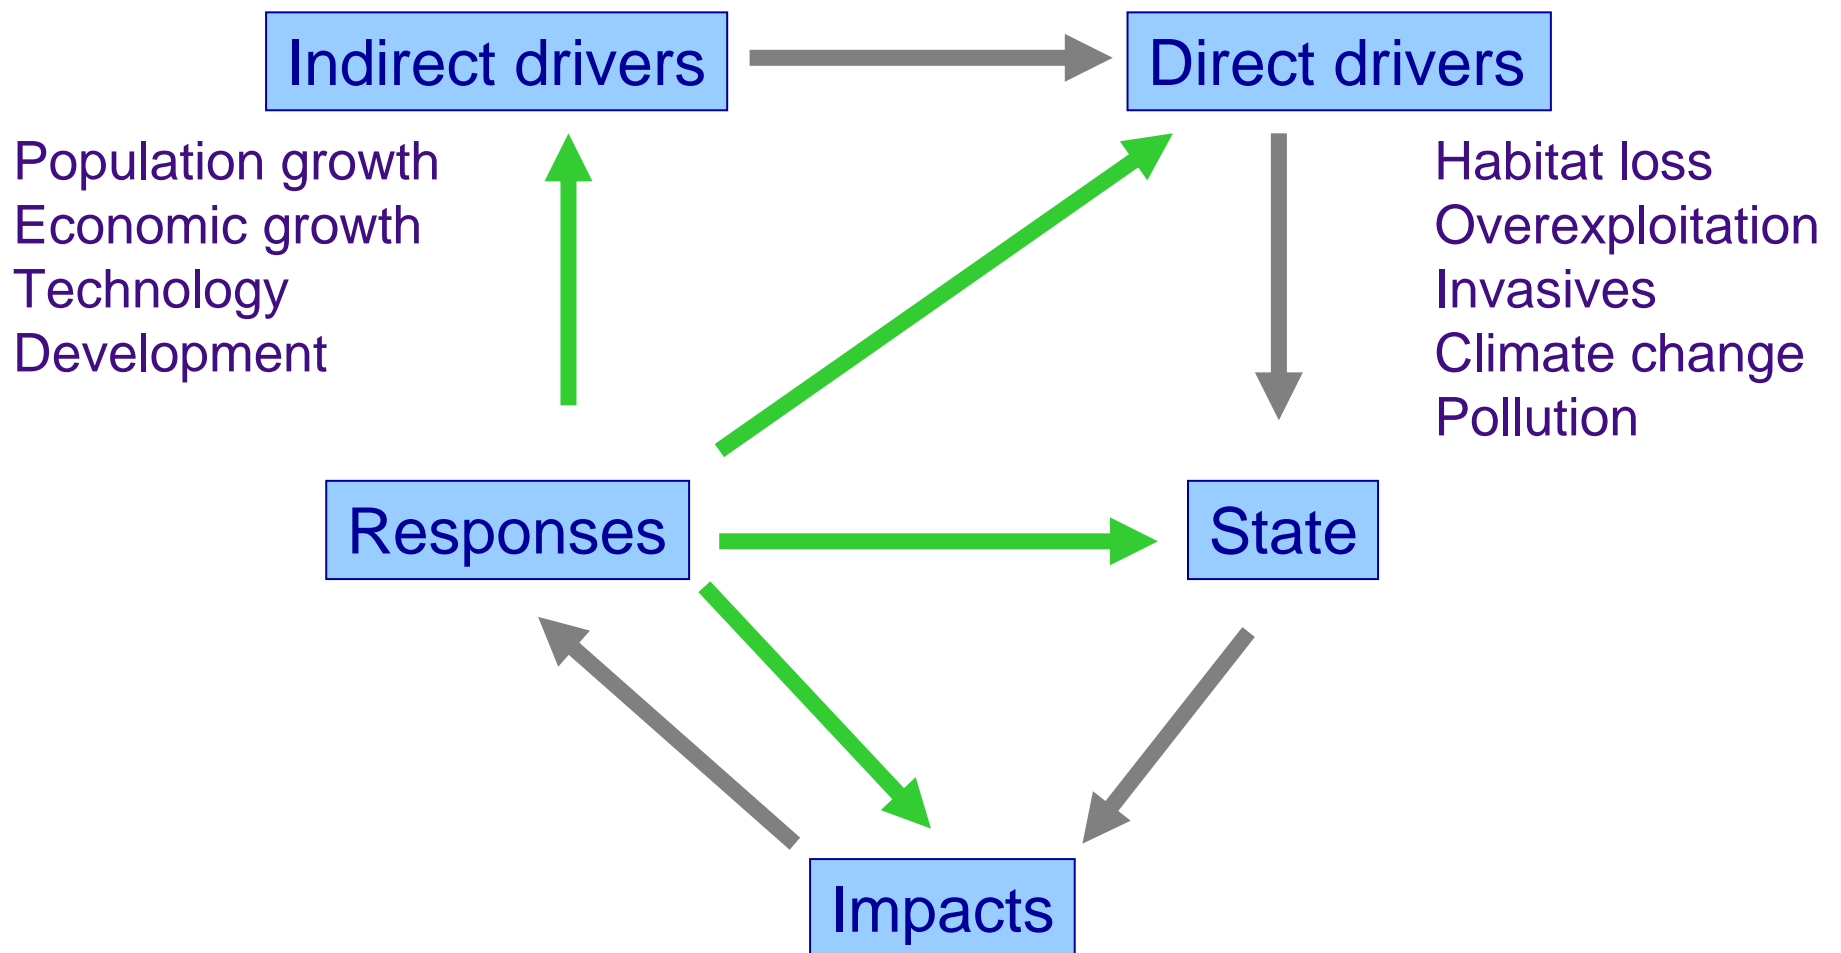 Indirect drivers
Direct drivers
Population growth
Economic growth
Technology
Development
Habitat loss
Overexploitation
Invasives
Climate change
Pollution
Responses
State
Impacts